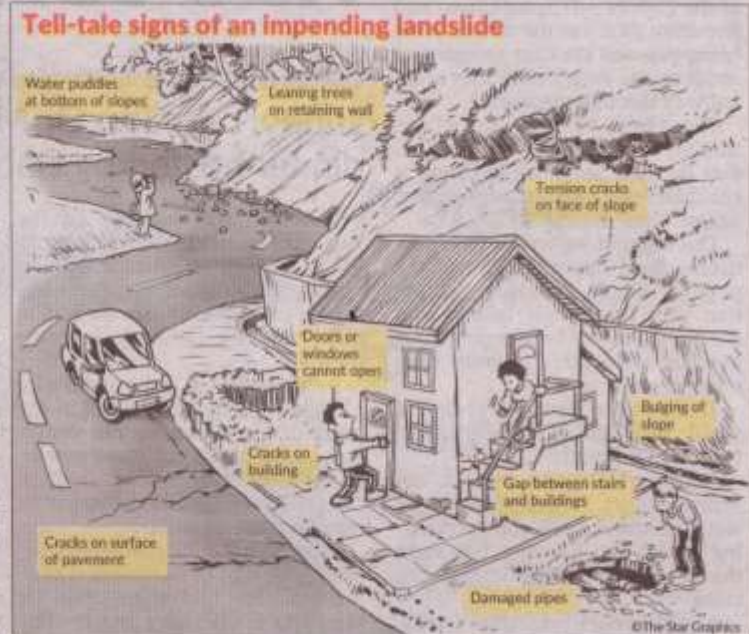 Tell-tale signs of an impending landslide
Water puddles
at bottom of slopes
Leaning trees
on retaining wall
Tension cracks
on face of slope
Doors or
windows
cannot open
Bulging of
slope
Cracks on
building
Gap between stairs
and buildings
Cracks on surface
of pavement
Damaged pipes
©The Star Graphics